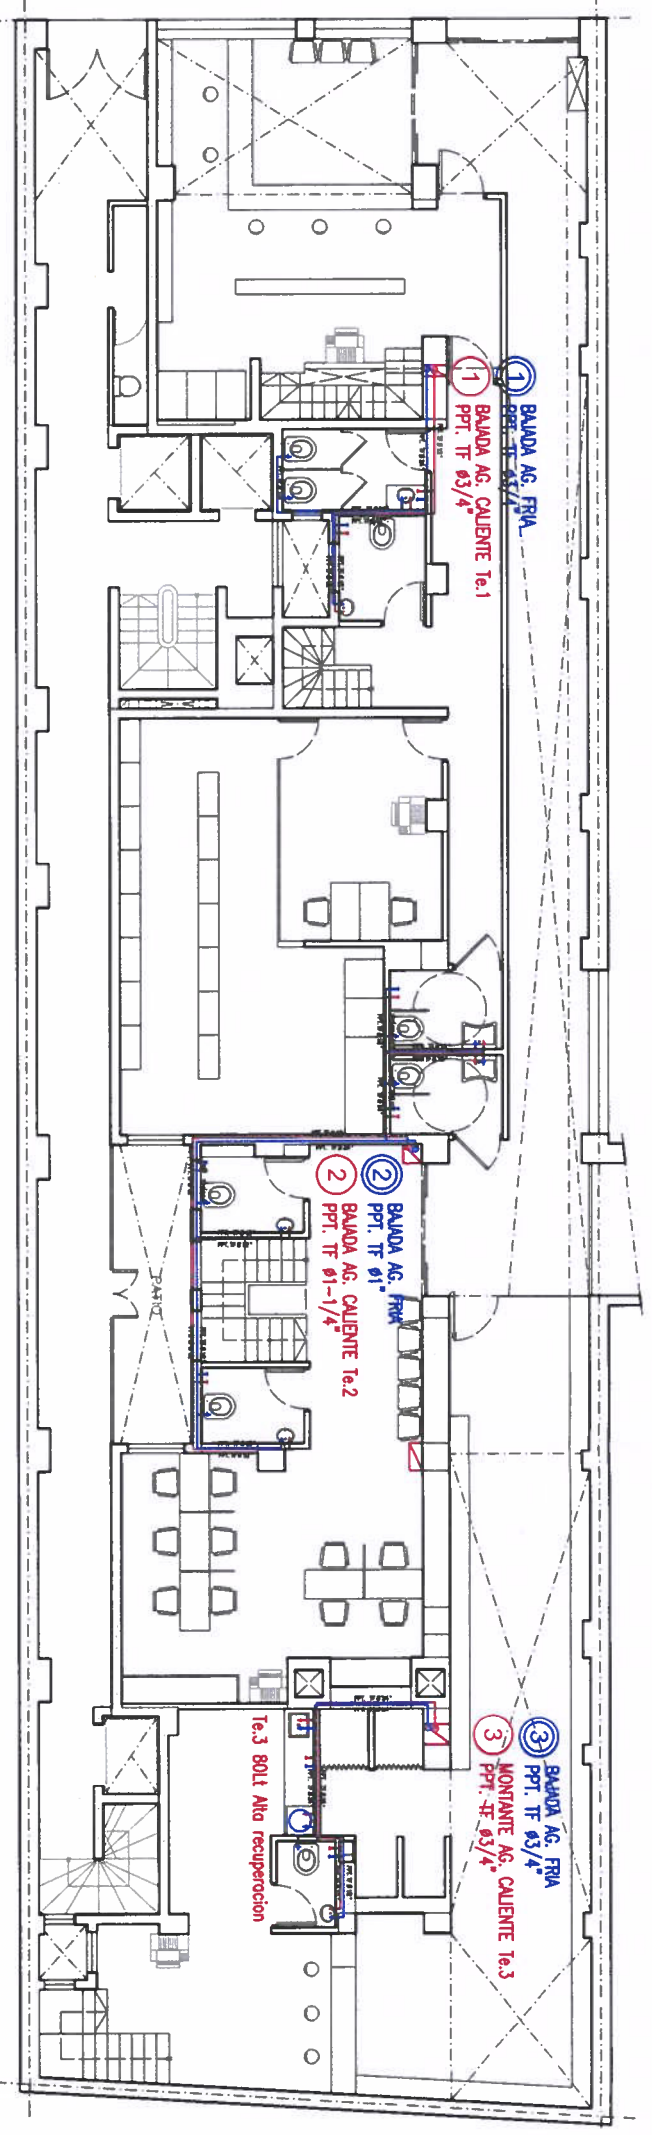 1
BAJADA AG. FRIA
PPT. TF ø3/4"
1
BAJADA AG. CALIENTE Te.1
PPT. TF ø3/4"
2
BAJADA AG. FRIA
PPT. TF ø1"
2
BAJADA AG. CALIENTE Te.2
PPT. TF ø1-1/4"
PATIO
3
BAJADA AG. FRIA
PPT. TF ø3/4"
3
MONTANTE AG. CALIENTE Te.3
PPT. TF ø3/4"
Te.3 80Lt Alta recuperacion